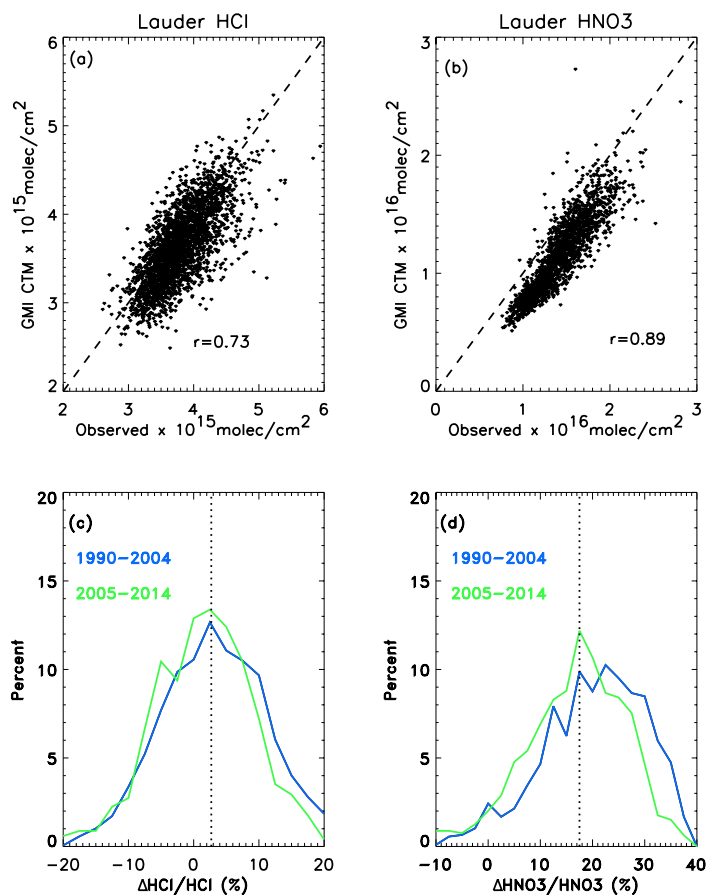 Lauder HCl
(a)
6
5
4
3
2
GMI CTM x 10^15 molec/cm^2
r=0.73
2 3 4 5 6
Observed x 10^15 molec/cm^2
Lauder HNO3
(b)
3
2
1
0
GMI CTM x 10^16 molec/cm^2
r=0.89
0 1 2 3
Observed x 10^16 molec/cm^2
(c)
1990-2004
2005-2014
20
15
10
5
0
Percent
-20 -10 0 10 20
ΔHCl/HCl (%)
(d)
1990-2004
2005-2014
20
15
10
5
0
Percent
-10 0 10 20 30 40
ΔHNO3/HNO3 (%)